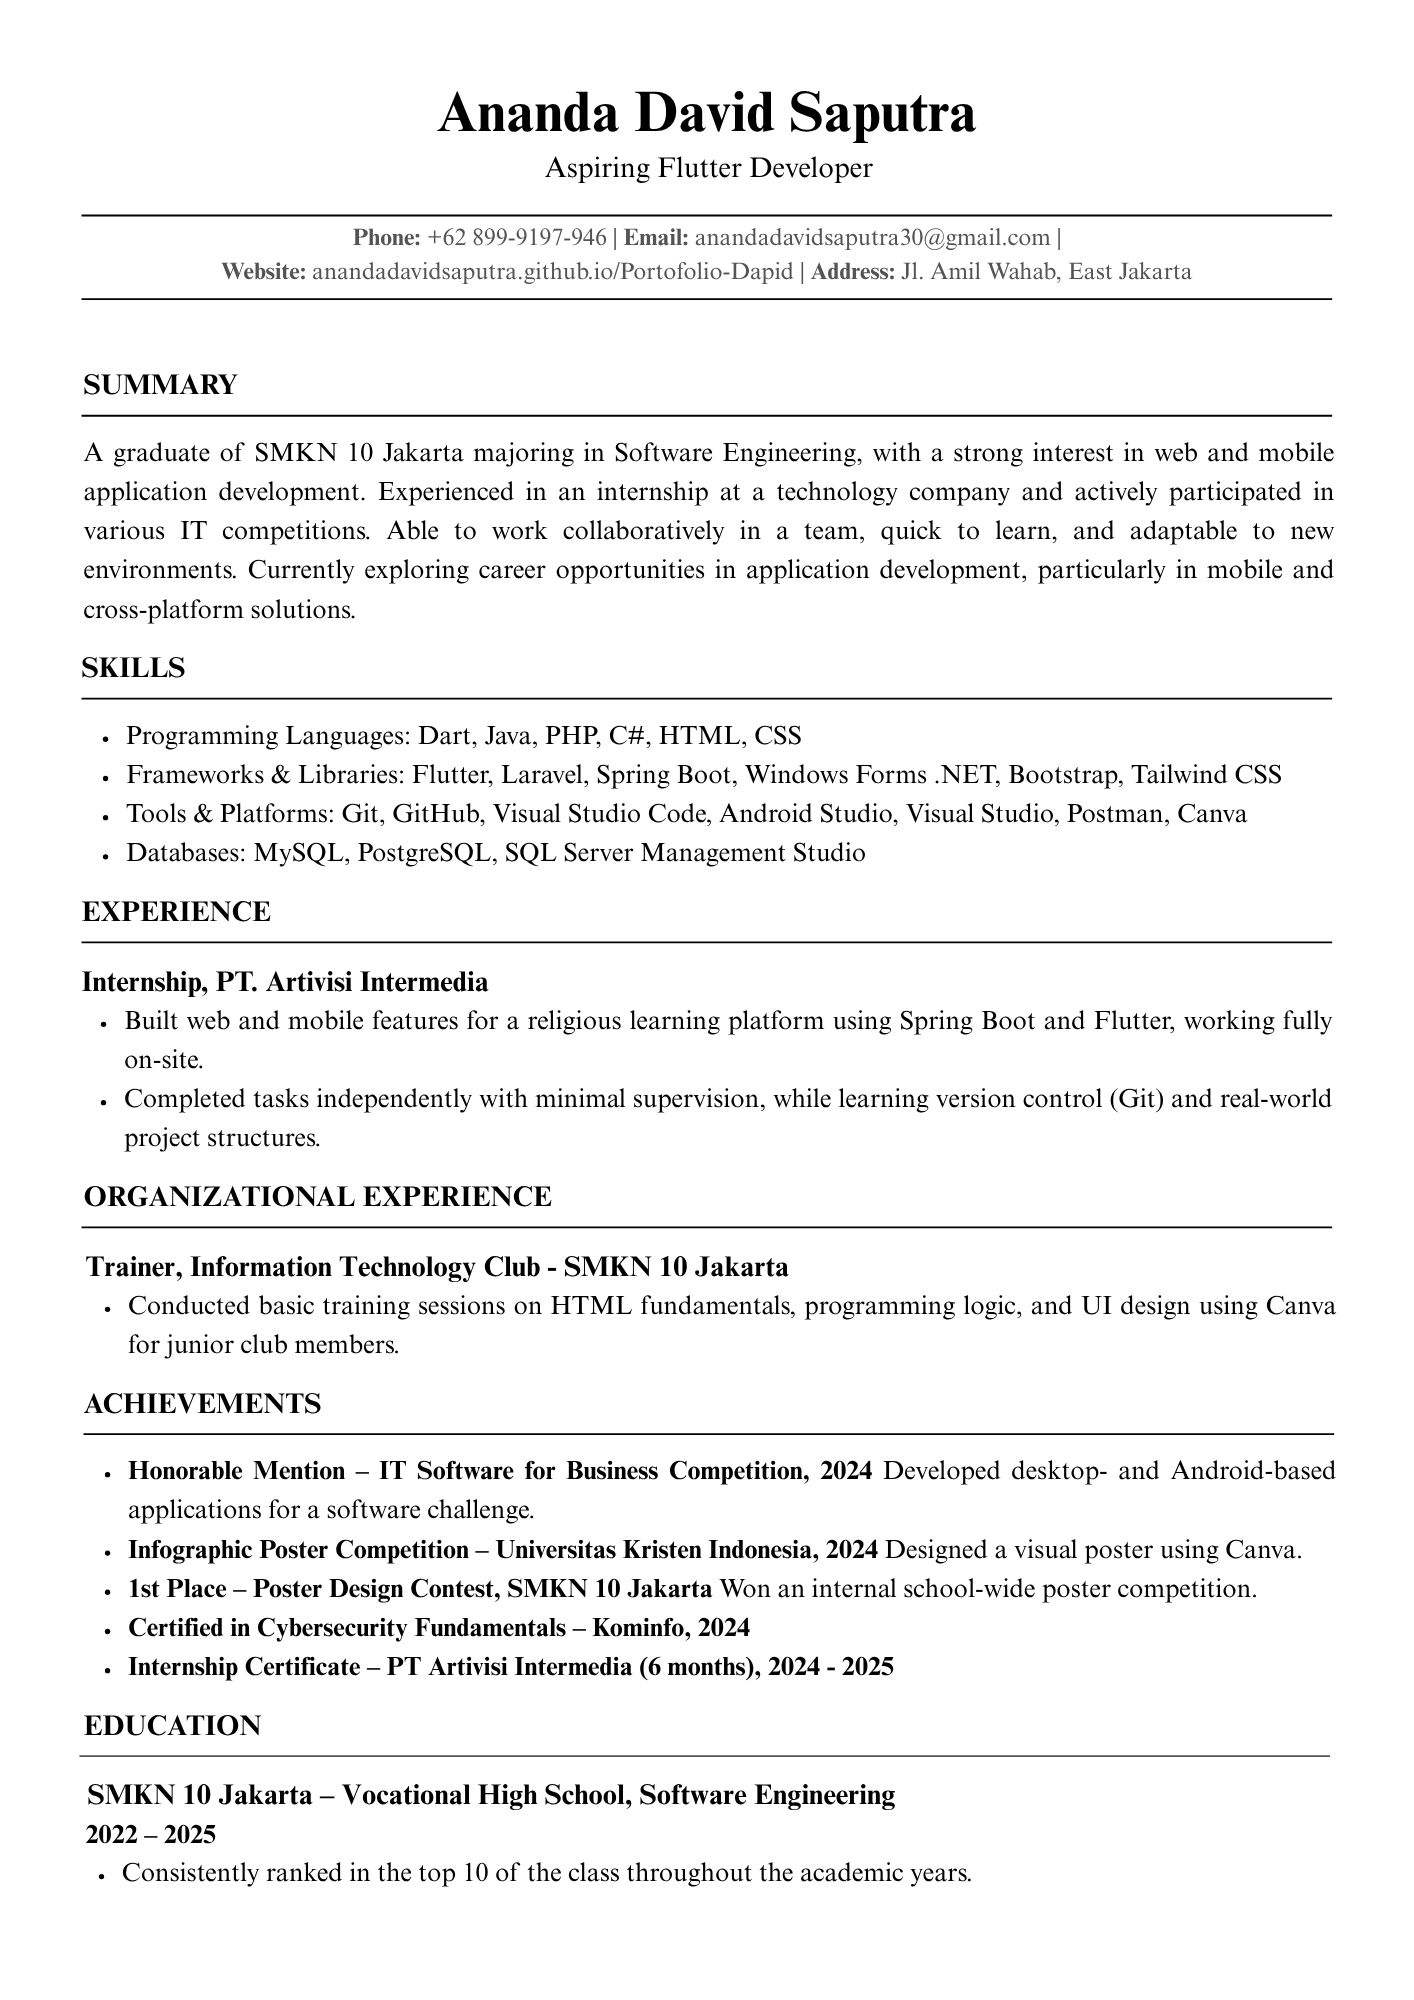 Ananda David Saputra
Aspiring Flutter Developer
Phone: +62 899-9197-946 | Email: anandadavidsaputra30@gmail.com |
Website: anandadavidsaputra.github.io/Portofolio-Dapid | Address: Jl. Amil Wahab, East Jakarta
SUMMARY
A graduate of SMKN 10 Jakarta majoring in Software Engineering, with a strong interest in web and mobile
application development. Experienced in an internship at a technology company and actively participated in
various IT competitions. Able to work collaboratively in a team, quick to learn, and adaptable to new
environments. Currently exploring career opportunities in application development, particularly in mobile and
cross-platform solutions.
SKILLS
• Programming Languages: Dart, Java, PHP, C#, HTML, CSS
• Frameworks & Libraries: Flutter, Laravel, Spring Boot, Windows Forms .NET, Bootstrap, Tailwind CSS
• Tools & Platforms: Git, GitHub, Visual Studio Code, Android Studio, Visual Studio, Postman, Canva
• Databases: MySQL, PostgreSQL, SQL Server Management Studio
EXPERIENCE
Internship, PT. Artivisi Intermedia
• Built web and mobile features for a religious learning platform using Spring Boot and Flutter, working fully
on-site.
• Completed tasks independently with minimal supervision, while learning version control (Git) and real-world
project structures.
ORGANIZATIONAL EXPERIENCE
Trainer, Information Technology Club - SMKN 10 Jakarta
• Conducted basic training sessions on HTML fundamentals, programming logic, and UI design using Canva
for junior club members.
ACHIEVEMENTS
• Honorable Mention – IT Software for Business Competition, 2024 Developed desktop- and Android-based
applications for a software challenge.
• Infographic Poster Competition – Universitas Kristen Indonesia, 2024 Designed a visual poster using Canva.
• 1st Place – Poster Design Contest, SMKN 10 Jakarta Won an internal school-wide poster competition.
• Certified in Cybersecurity Fundamentals – Kominfo, 2024
• Internship Certificate – PT Artivisi Intermedia (6 months), 2024 - 2025
EDUCATION
SMKN 10 Jakarta – Vocational High School, Software Engineering
2022 – 2025
• Consistently ranked in the top 10 of the class throughout the academic years.